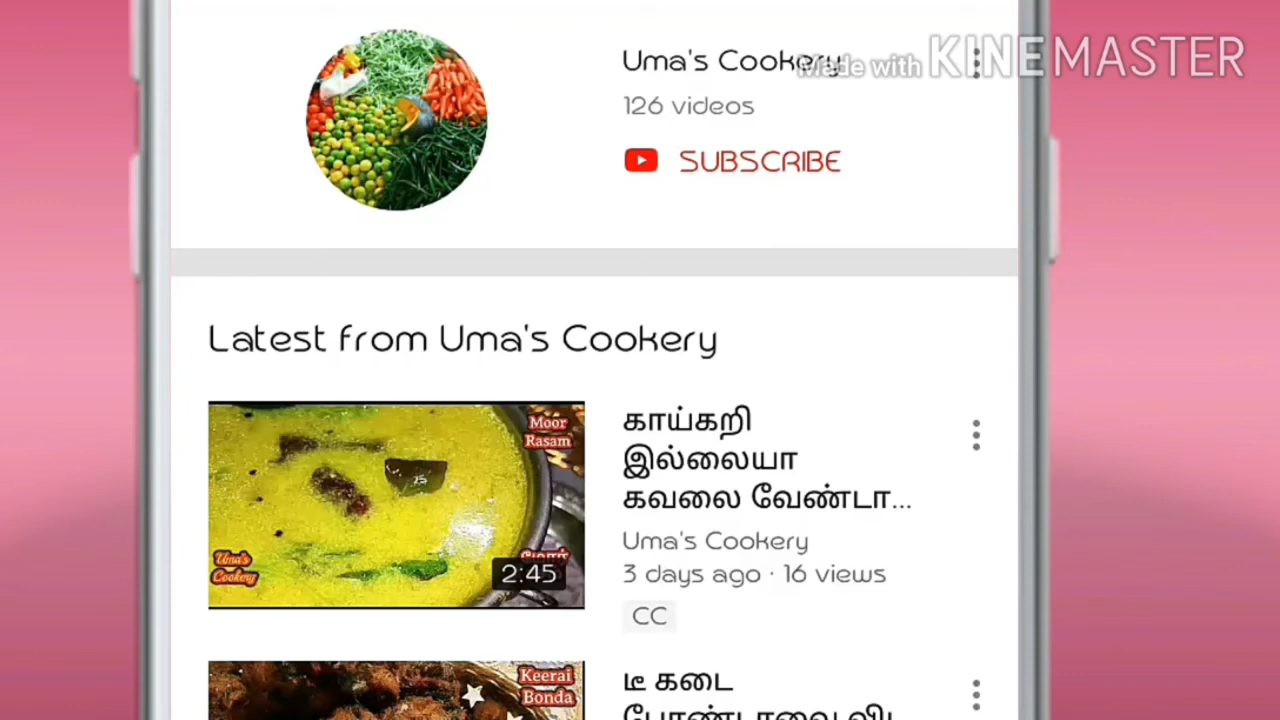 Uma's Cookery
Made with KINEMASTER
126 videos
SUBSCRIBE
Latest from Uma's Cookery
Moor
Rasam
Uma's
Cookery
மோர்
2:45
காய்கறி
இல்லையா
கவலை வேண்டா...
Uma's Cookery
3 days ago · 16 views
CC
Keerai
Bonda
டீ கடை